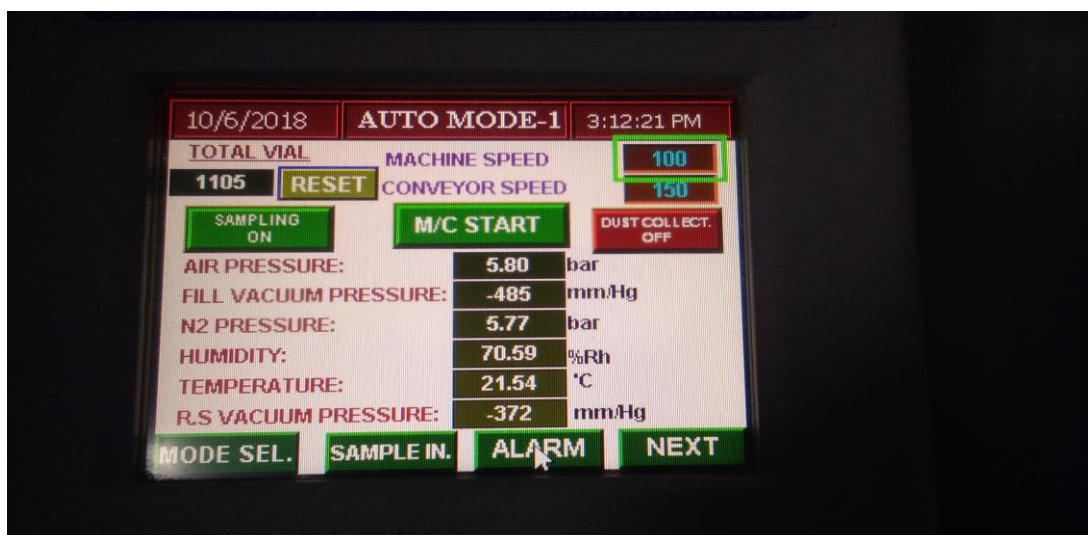 10/6/2018 AUTO MODE-1 3:12:21 PM
TOTAL VIAL MACHINE SPEED 100
1105 RESET CONVEYOR SPEED 150
SAMPLING ON M/C START DUST COLLECT. OFF
AIR PRESSURE: 5.80 bar
FILL VACUUM PRESSURE: -485 mm/Hg
N2 PRESSURE: 5.77 bar
HUMIDITY: 70.59 %Rh
TEMPERATURE: 21.54 °C
R.S VACUUM PRESSURE: -372 mm/Hg
MODE SEL. SAMPLE IN. ALARM NEXT